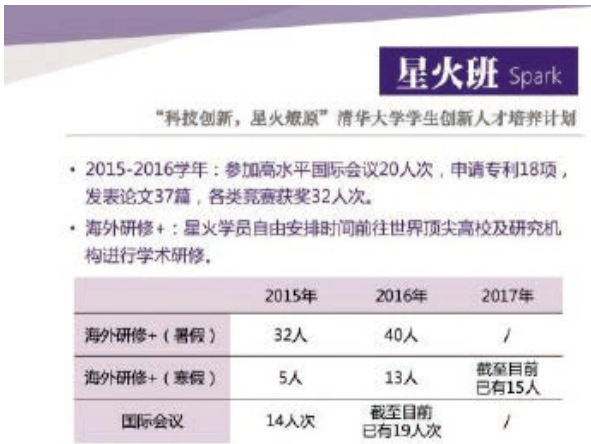 星火班 Spark
“科技创新，星火燎原”清华大学学生创新人才培养计划
• 2015-2016学年：参加高水平国际会议20人次，申请专利18项，
发表论文37篇，各类竞赛获奖32人次。
• 海外研修+：星火学员自由安排时间前往世界顶尖高校及研究机
构进行学术研修。
2015年 2016年 2017年
海外研修+（暑假） 32人 40人 /
海外研修+（寒假） 5人 13人 截至目前
已有15人
国际会议 14人次 截至目前
已有19人次 /